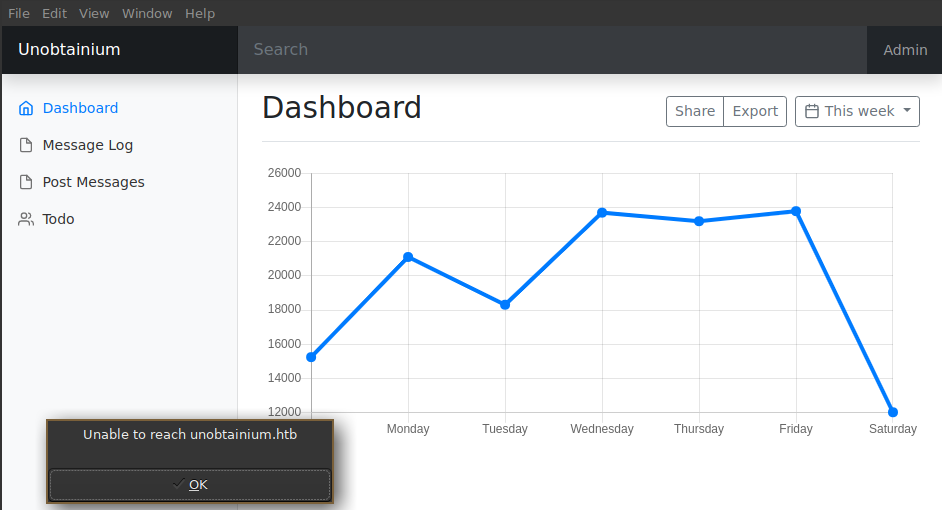 File Edit View Window Help
Unobtainium
Search
Admin
Dashboard
Message Log
Post Messages
Todo
Dashboard
Share
Export
This week
26000
24000
22000
20000
18000
16000
14000
12000
Monday
Tuesday
Wednesday
Thursday
Friday
Saturday
Unable to reach unobtainium.htb
OK